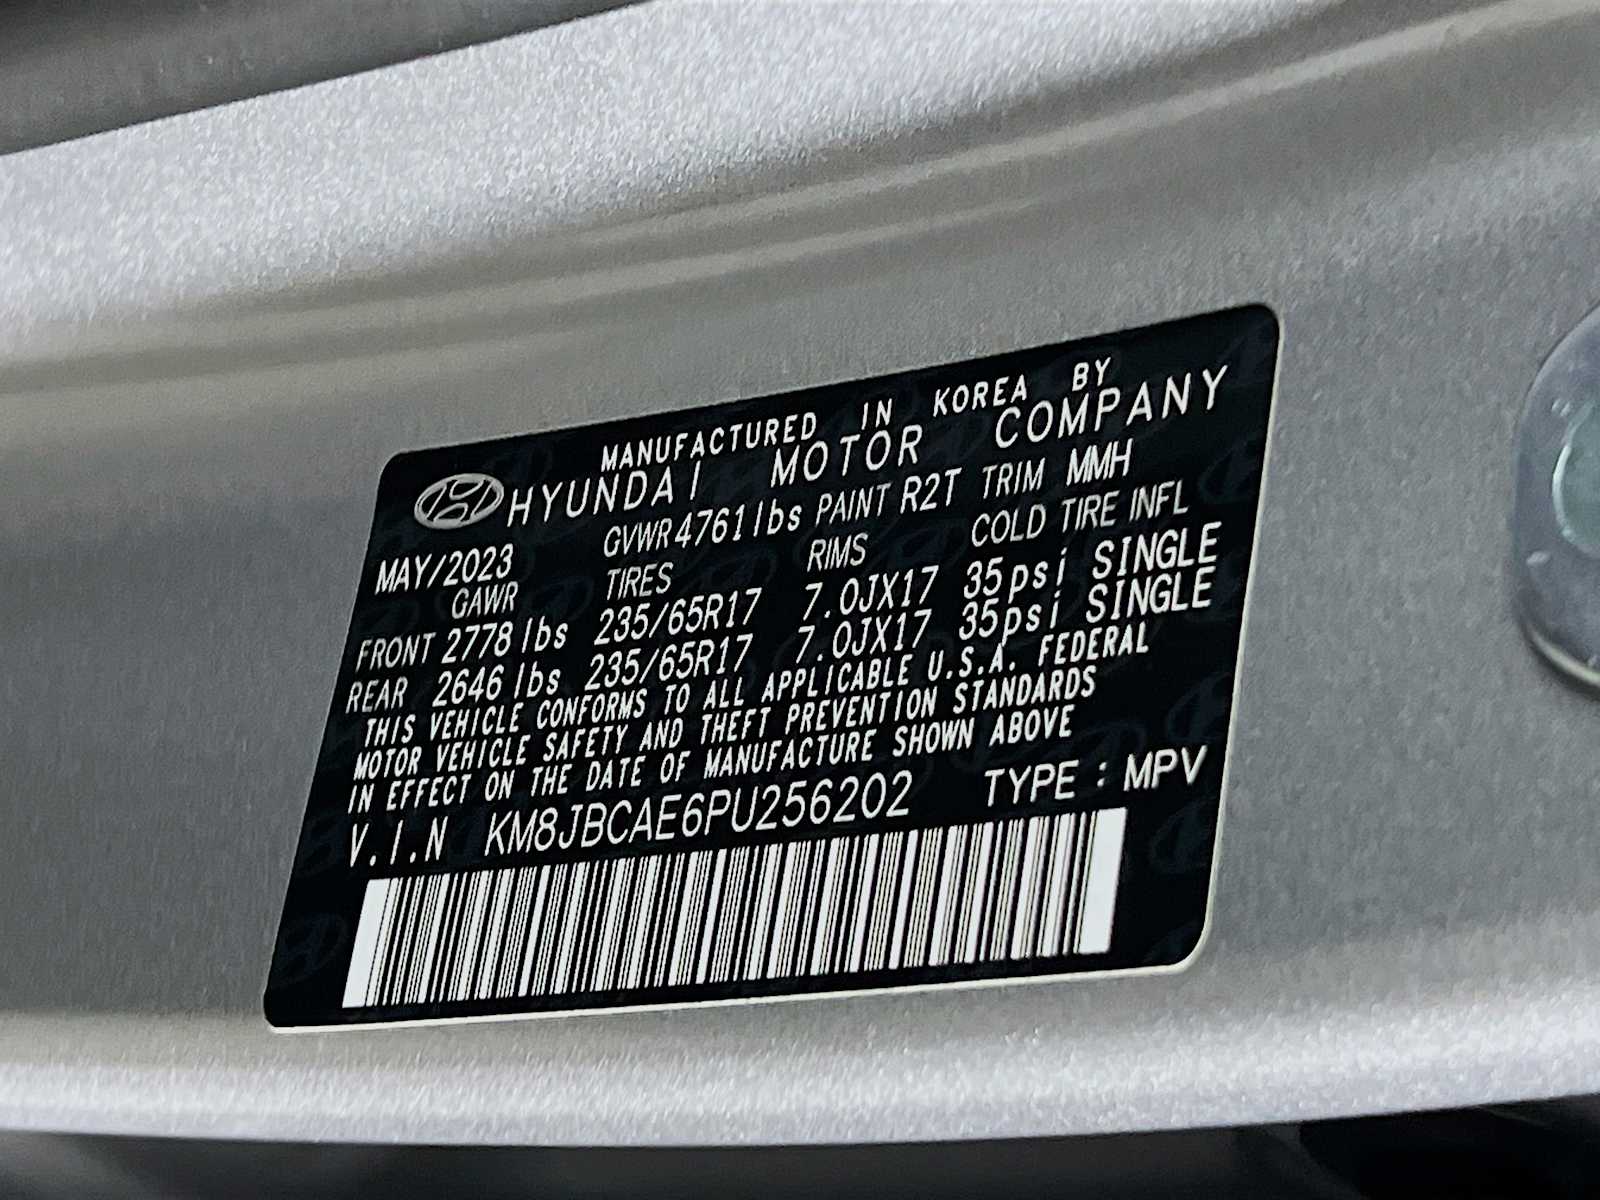 MANUFACTURED IN KOREA BY
HYUNDAI MOTOR COMPANY
MAY/2023 GVWR 4761 lbs PAINT R2T TRIM MMH
GAWR TIRES RIMS COLD TIRE INFL
FRONT 2778 lbs 235/65R17 7.0JX17 35psi SINGLE
REAR 2646 lbs 235/65R17 7.0JX17 35psi SINGLE
THIS VEHICLE CONFORMS TO ALL APPLICABLE U.S.A. FEDERAL
MOTOR VEHICLE SAFETY AND THEFT PREVENTION STANDARDS
IN EFFECT ON THE DATE OF MANUFACTURE SHOWN ABOVE
V.I.N KM8JBCAE6PU256202 TYPE : MPV